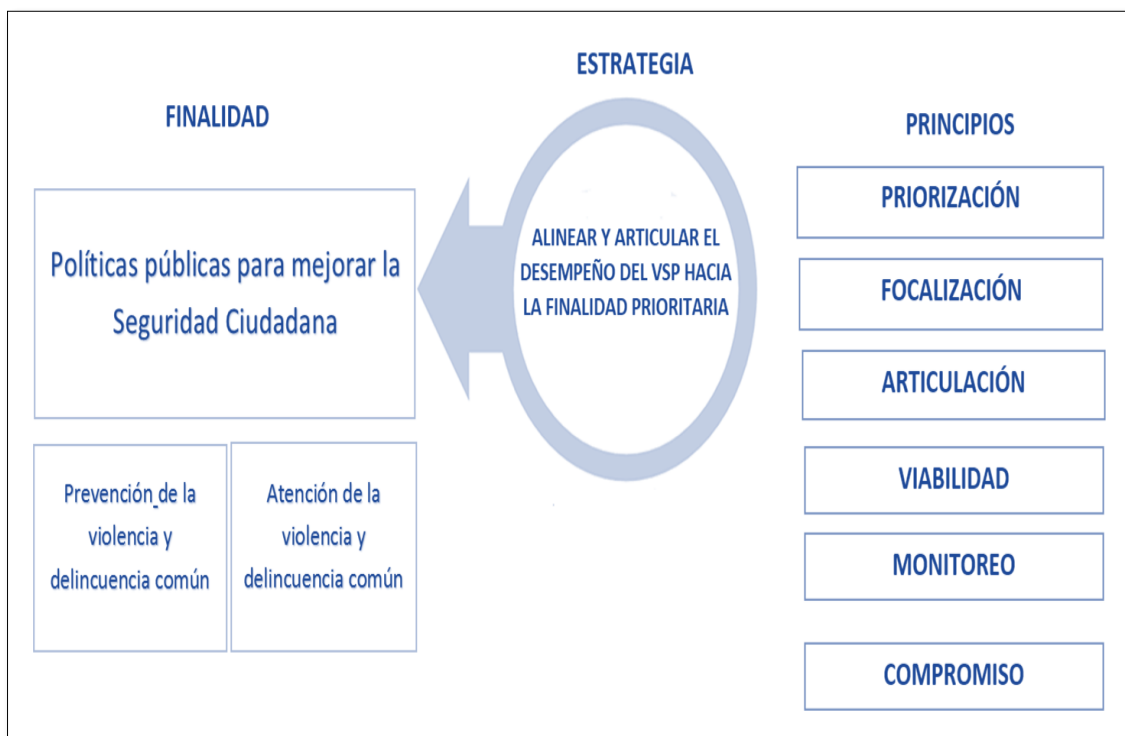 FINALIDAD
Políticas públicas para mejorar la
Seguridad Ciudadana
Prevención de la
violencia y
delincuencia común
Atención de la
violencia y
delincuencia común
ESTRATEGIA
ALINEAR Y ARTICULAR EL
DESEMPEÑO DEL VSP HACIA
LA FINALIDAD PRIORITARIA
PRINCIPIOS
PRIORIZACIÓN
FOCALIZACIÓN
ARTICULACIÓN
VIABILIDAD
MONITOREO
COMPROMISO